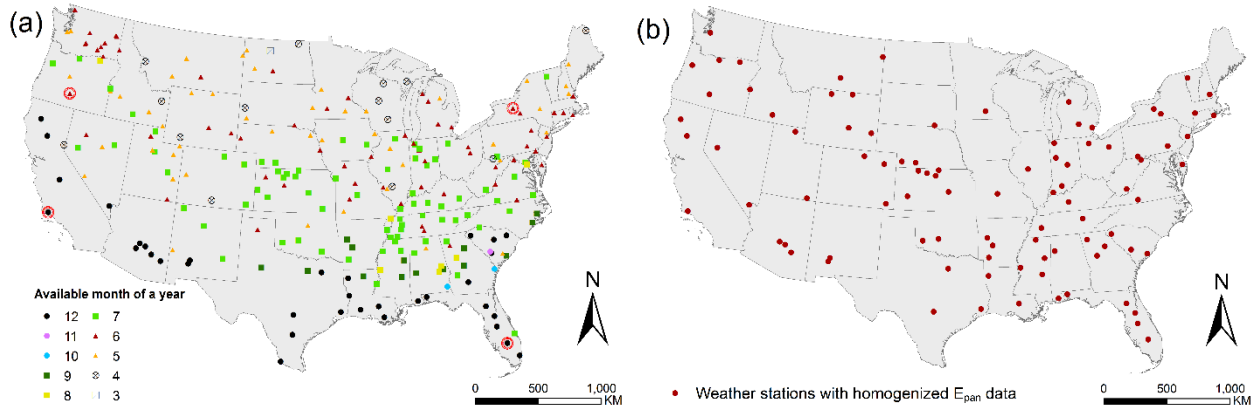 (a)
(b)
N
N
Available month of a year
12 7
11 6
10 5
9 4
8 3
0 500 1,000
KM
Weather stations with homogenized Epan data
0 500 1,000
KM